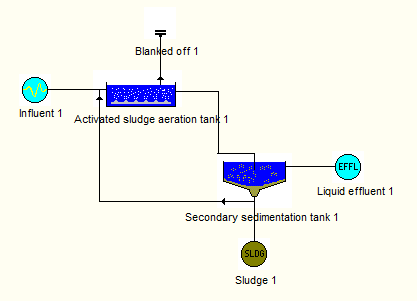 Blanked off 1
Influent 1
Activated sludge aeration tank 1
EFFL
Liquid effluent 1
Secondary sedimentation tank 1
SLDG
Sludge 1